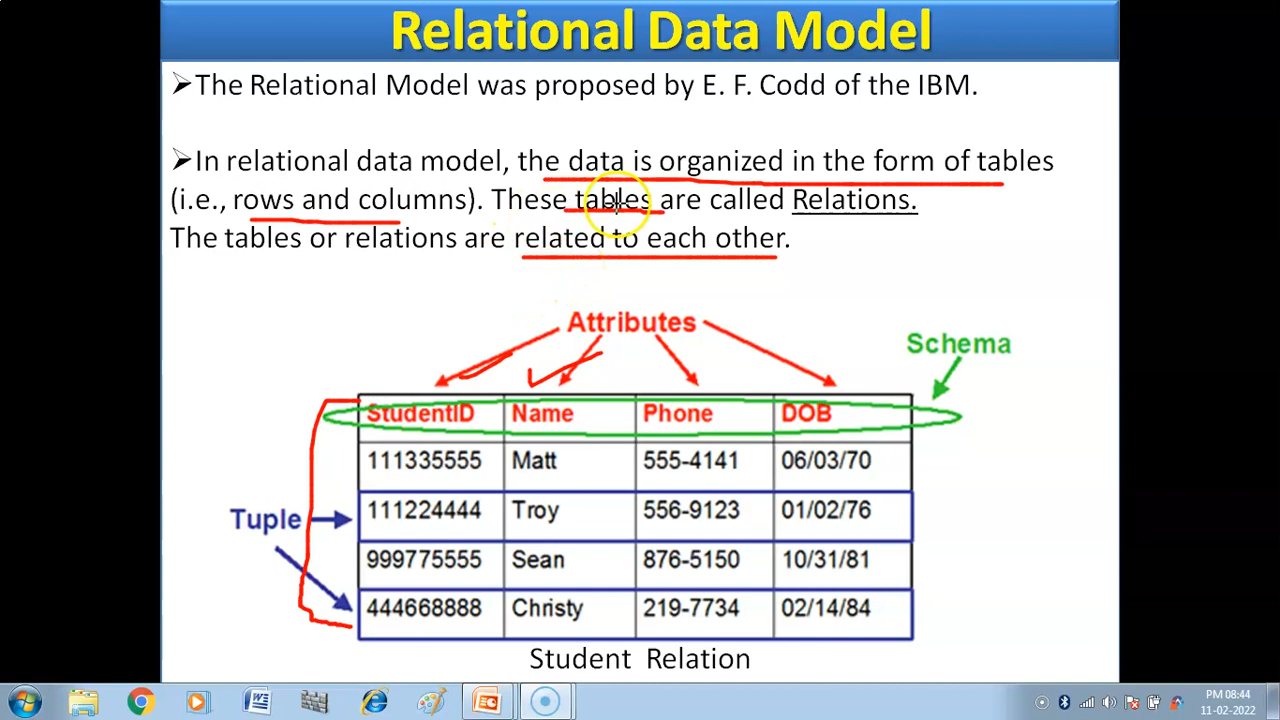 Relational Data Model
➤The Relational Model was proposed by E. F. Codd of the IBM.
➤In relational data model, the data is organized in the form of tables
(i.e., rows and columns). These tables are called Relations.
The tables or relations are related to each other.
Attributes
Schema
StudentID Name Phone DOB
111335555 Matt 555-4141 06/03/70
Tuple
111224444 Troy 556-9123 01/02/76
999775555 Sean 876-5150 10/31/81
444668888 Christy 219-7734 02/14/84
Student Relation
PM 08:44
11-02-2022